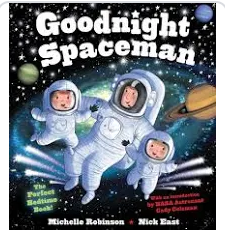 Goodnight
Spaceman
The
Perfect
Bedtime
Book!
With an introduction
by NASA Astronaut
Cady Coleman
Michelle Robinson ★ Nick East